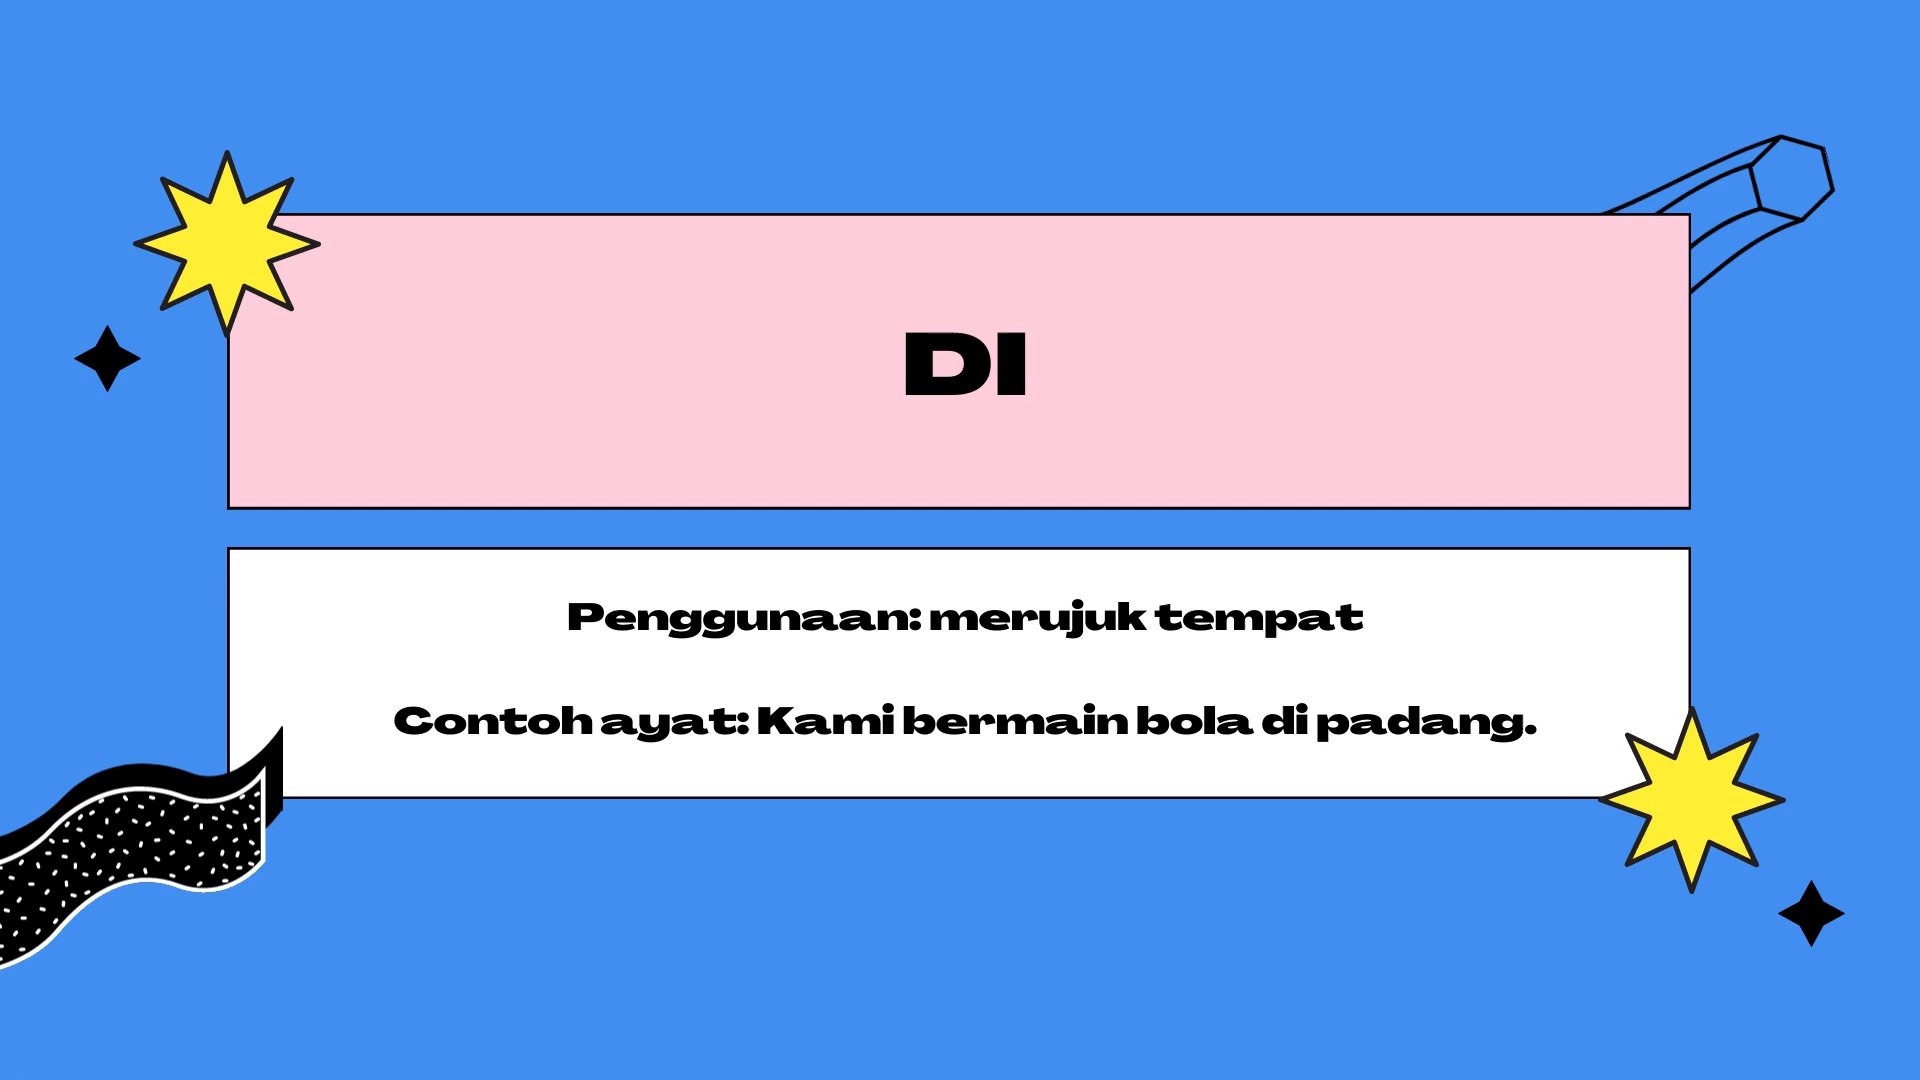 DI
Penggunaan: merujuk tempat
Contoh ayat: Kami bermain bola di padang.